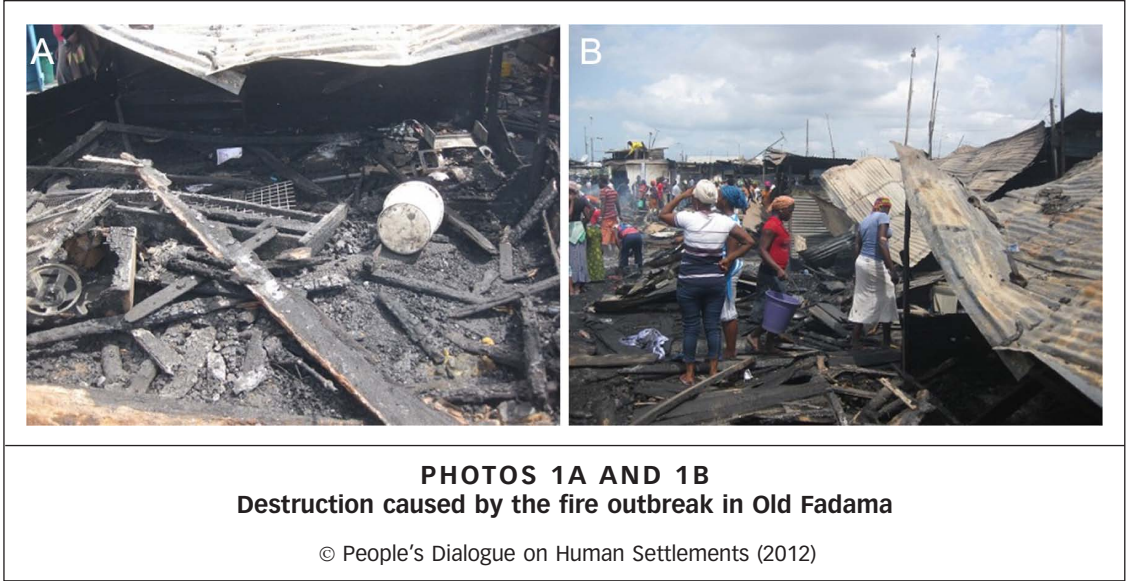 A
B
PHOTOS 1A AND 1B
Destruction caused by the fire outbreak in Old Fadama
© People's Dialogue on Human Settlements (2012)